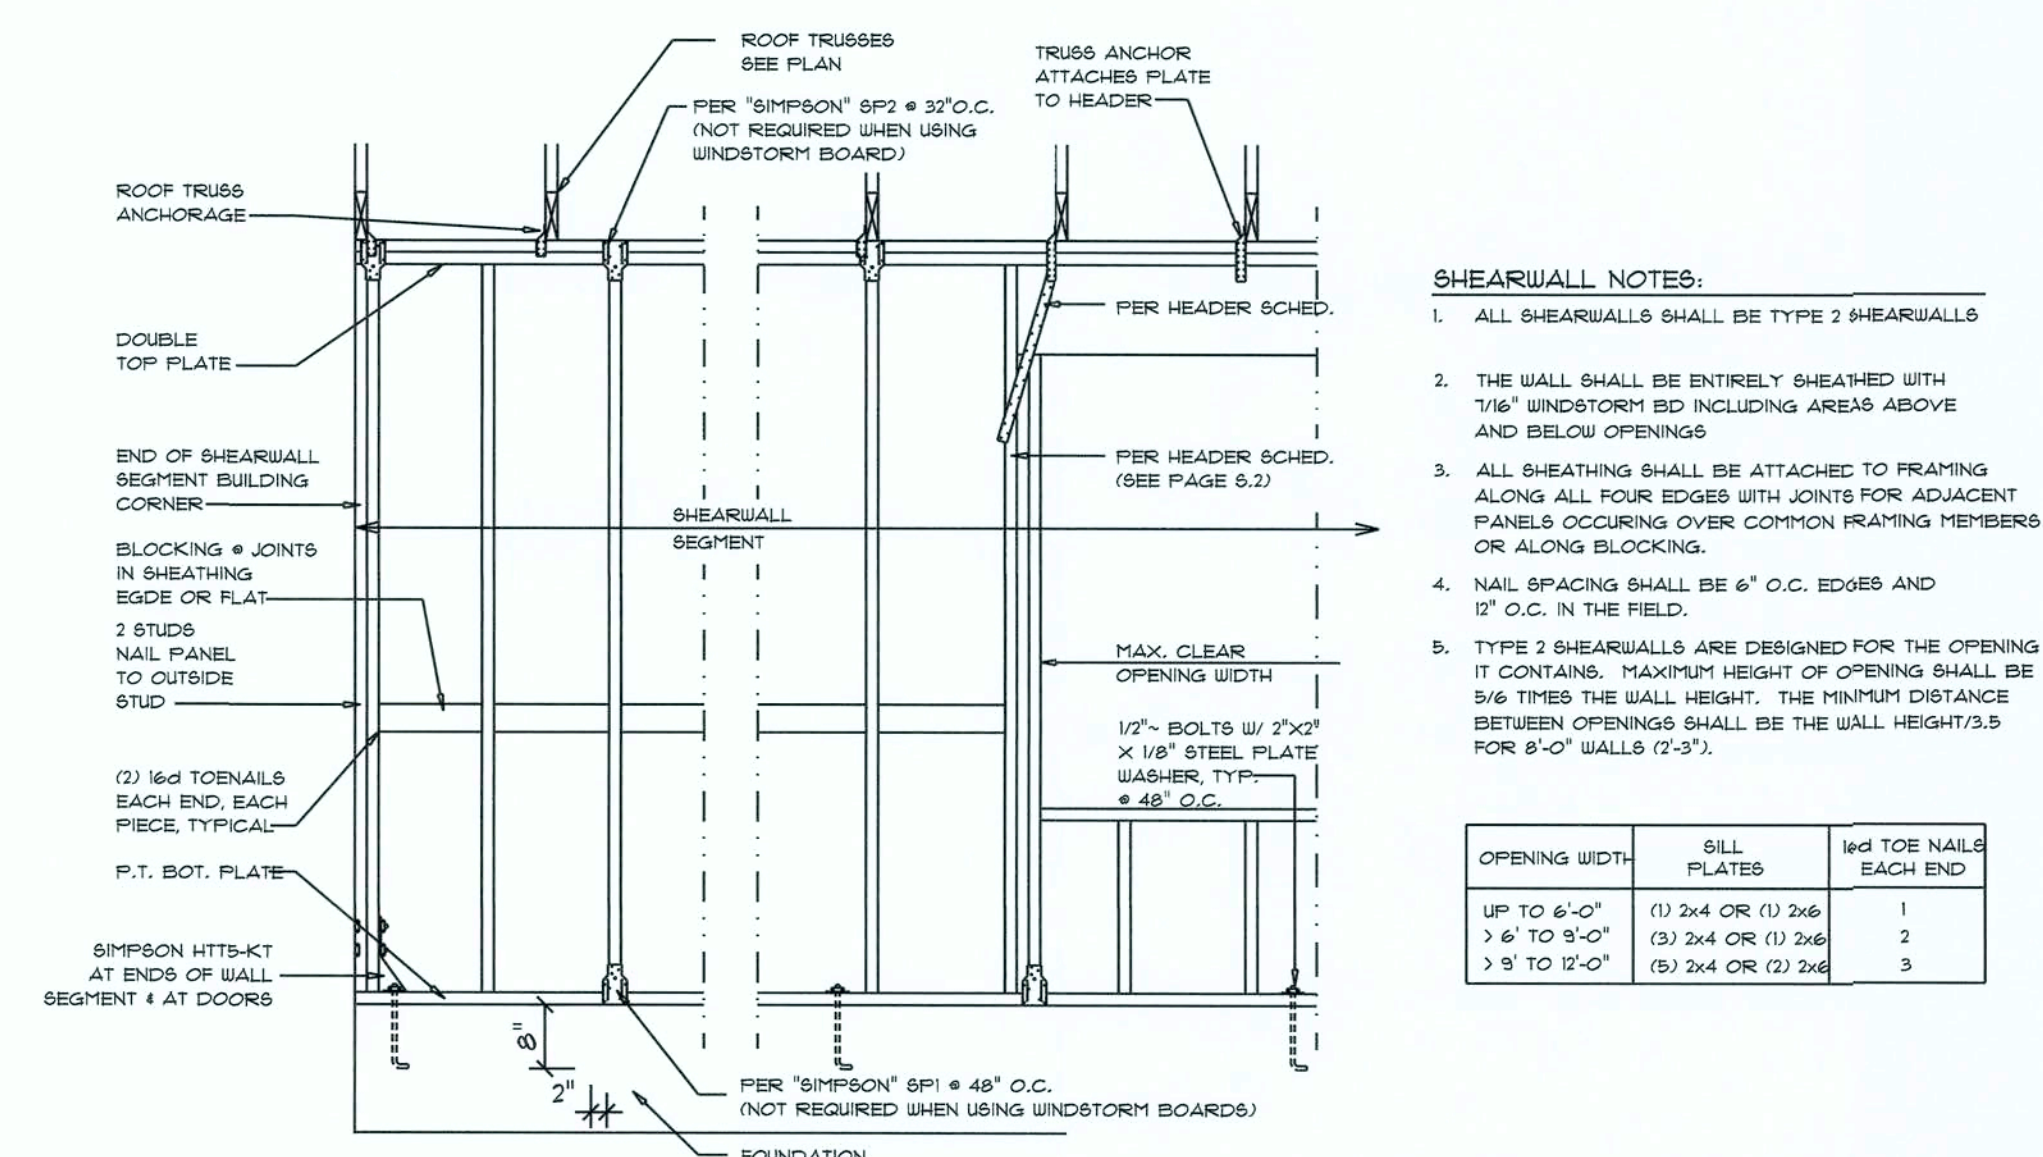 ROOF TRUSSES
SEE PLAN
PER "SIMPSON" SP2 @ 32"O.C.
(NOT REQUIRED WHEN USING
WINDSTORM BOARD)
TRUSS ANCHOR
ATTACHES PLATE
TO HEADER
ROOF TRUSS
ANCHORAGE
DOUBLE
TOP PLATE
END OF SHEARWALL
SEGMENT BUILDING
CORNER
BLOCKING @ JOINTS
IN SHEATHING
EGDE OR FLAT
2 STUDS
NAIL PANEL
TO OUTSIDE
STUD
(2) 16d TOENAILS
EACH END, EACH
PIECE, TYPICAL
P.T. BOT. PLATE
SIMPSON HTT5-KT
AT ENDS OF WALL
SEGMENT & AT DOORS
SHEARWALL
SEGMENT
PER HEADER SCHED.
PER HEADER SCHED.
(SEE PAGE S.2)
MAX. CLEAR
OPENING WIDTH
1/2"~ BOLTS W/ 2"X2"
X 1/8" STEEL PLATE
WASHER, TYP.
@ 48" O.C.
8"
2"
PER "SIMPSON" SP1 @ 48" O.C.
(NOT REQUIRED WHEN USING WINDSTORM BOARDS)
FOUNDATION
SHEARWALL NOTES:
1. ALL SHEARWALLS SHALL BE TYPE 2 SHEARWALLS
2. THE WALL SHALL BE ENTIRELY SHEATHED WITH
7/16" WINDSTORM BD INCLUDING AREAS ABOVE
AND BELOW OPENINGS
3. ALL SHEATHING SHALL BE ATTACHED TO FRAMING
ALONG ALL FOUR EDGES WITH JOINTS FOR ADJACENT
PANELS OCCURING OVER COMMON FRAMING MEMBERS
OR ALONG BLOCKING.
4. NAIL SPACING SHALL BE 6" O.C. EDGES AND
12" O.C. IN THE FIELD.
5. TYPE 2 SHEARWALLS ARE DESIGNED FOR THE OPENING
IT CONTAINS. MAXIMUM HEIGHT OF OPENING SHALL BE
5/6 TIMES THE WALL HEIGHT. THE MINIMUM DISTANCE
BETWEEN OPENINGS SHALL BE THE WALL HEIGHT/3.5
FOR 8'-0" WALLS (2'-3").
OPENING WIDTH SILL PLATES 16d TOE NAILS EACH END
UP TO 6'-0" (1) 2x4 OR (1) 2x6 1
> 6' TO 9'-0" (3) 2x4 OR (1) 2x6 2
> 9' TO 12'-0" (5) 2x4 OR (2) 2x6 3